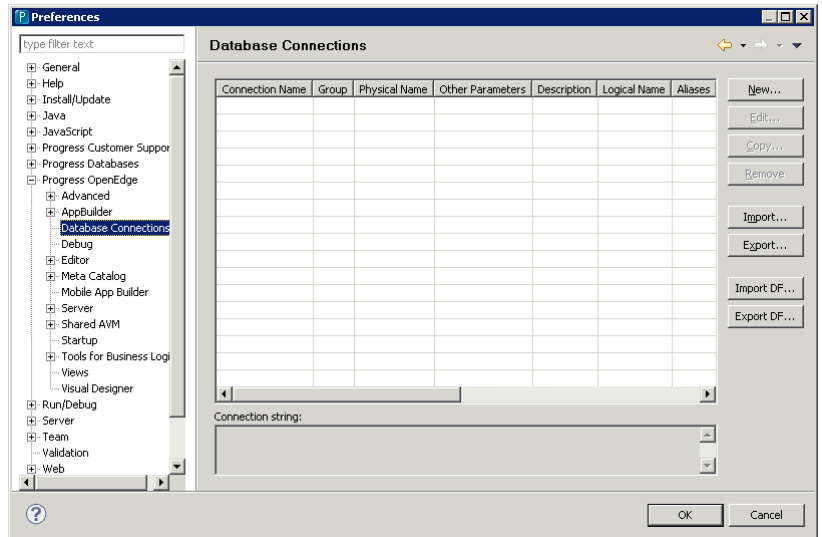 Preferences
type filter text
Database Connections
General
Help
Install/Update
Java
JavaScript
Progress Customer Suppor
Progress Databases
Progress OpenEdge
Advanced
AppBuilder
Database Connections
Debug
Editor
Meta Catalog
Mobile App Builder
Server
Shared AVM
Startup
Tools for Business Logi
Views
Visual Designer
Run/Debug
Server
Team
Validation
Web
Connection Name Group Physical Name Other Parameters Description Logical Name Aliases
New...
Edit...
Copy...
Remove
Import...
Export...
Import DF...
Export DF...
Connection string:
?
OK Cancel